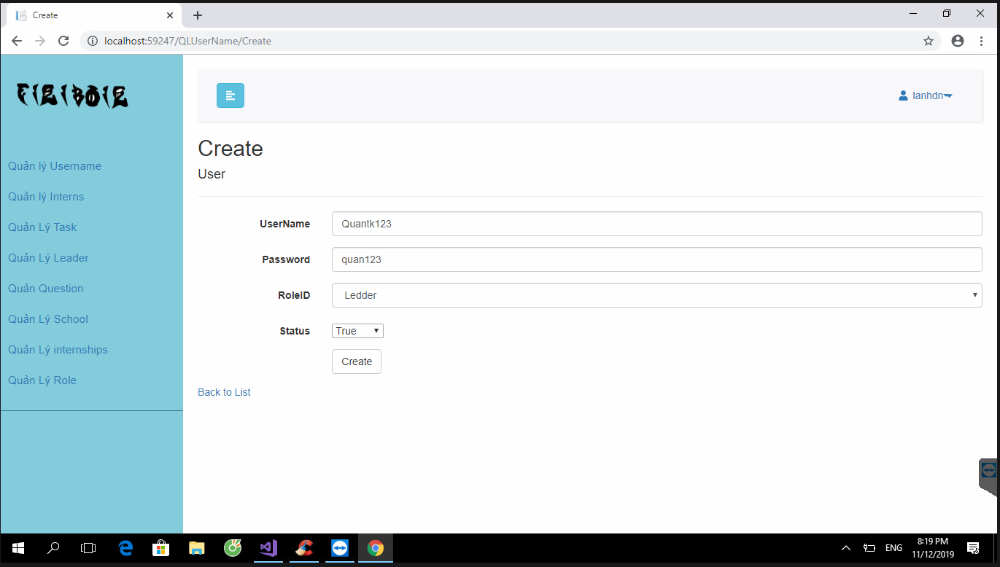 Create
localhost:59247/QLUserName/Create
lanhdn
Quản lý Username
Quản lý Interns
Quản Lý Task
Quản Lý Leader
Quản Question
Quản Lý School
Quản Lý internships
Quản Lý Role
Create
User
UserName
Quantk123
Password
quan123
RoleID
Ledder
Status
True
Create
Back to List
ENG
8:19 PM
11/12/2019